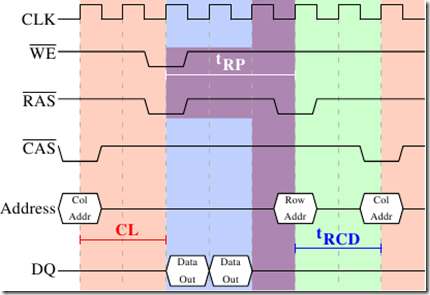 CLK
WE
tRP
RAS
CAS
Address
Col
Addr
Row
Addr
Col
Addr
CL
tRCD
DQ
Data
Out
Data
Out